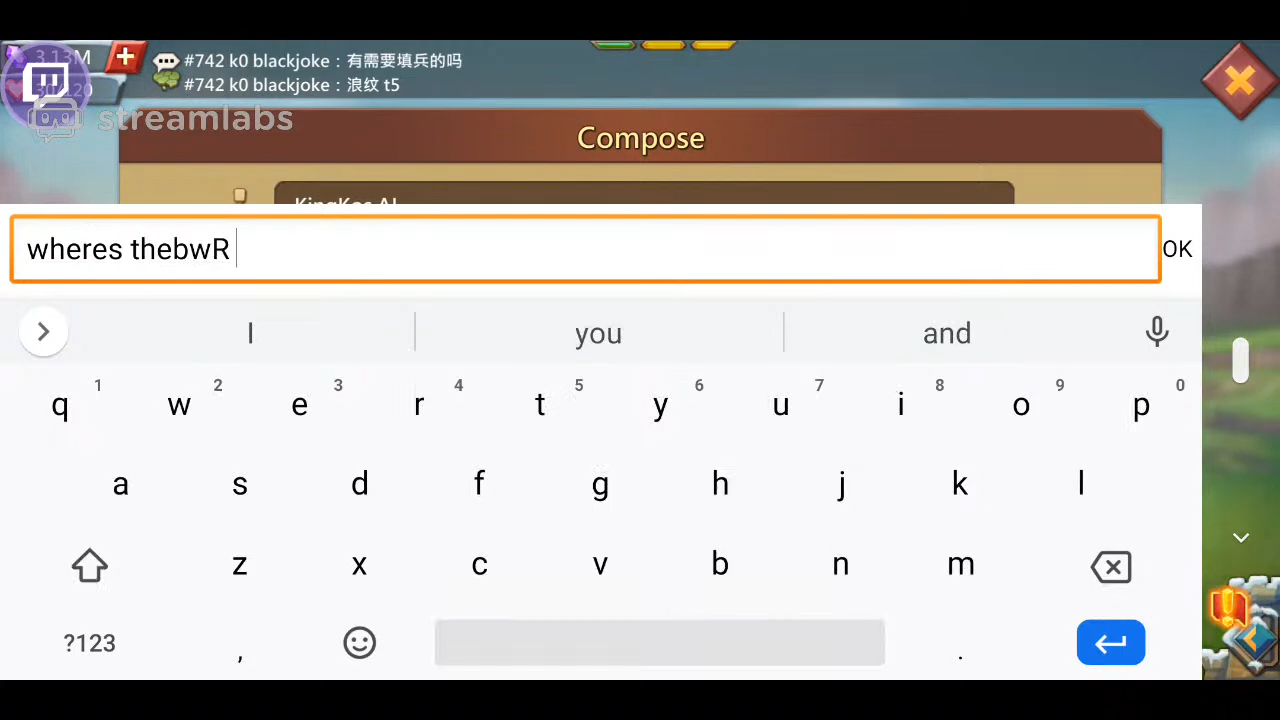 3.13M
#742 k0 blackjoke：有需要填兵的吗
#742 k0 blackjoke：浪纹 t5
streamlabs
Compose
wheres thebwR
OK
I you and
1 2 3 4 5 6 7 8 9 0
q w e r t y u i o p
a s d f g h j k l
z x c v b n m
?123 , .